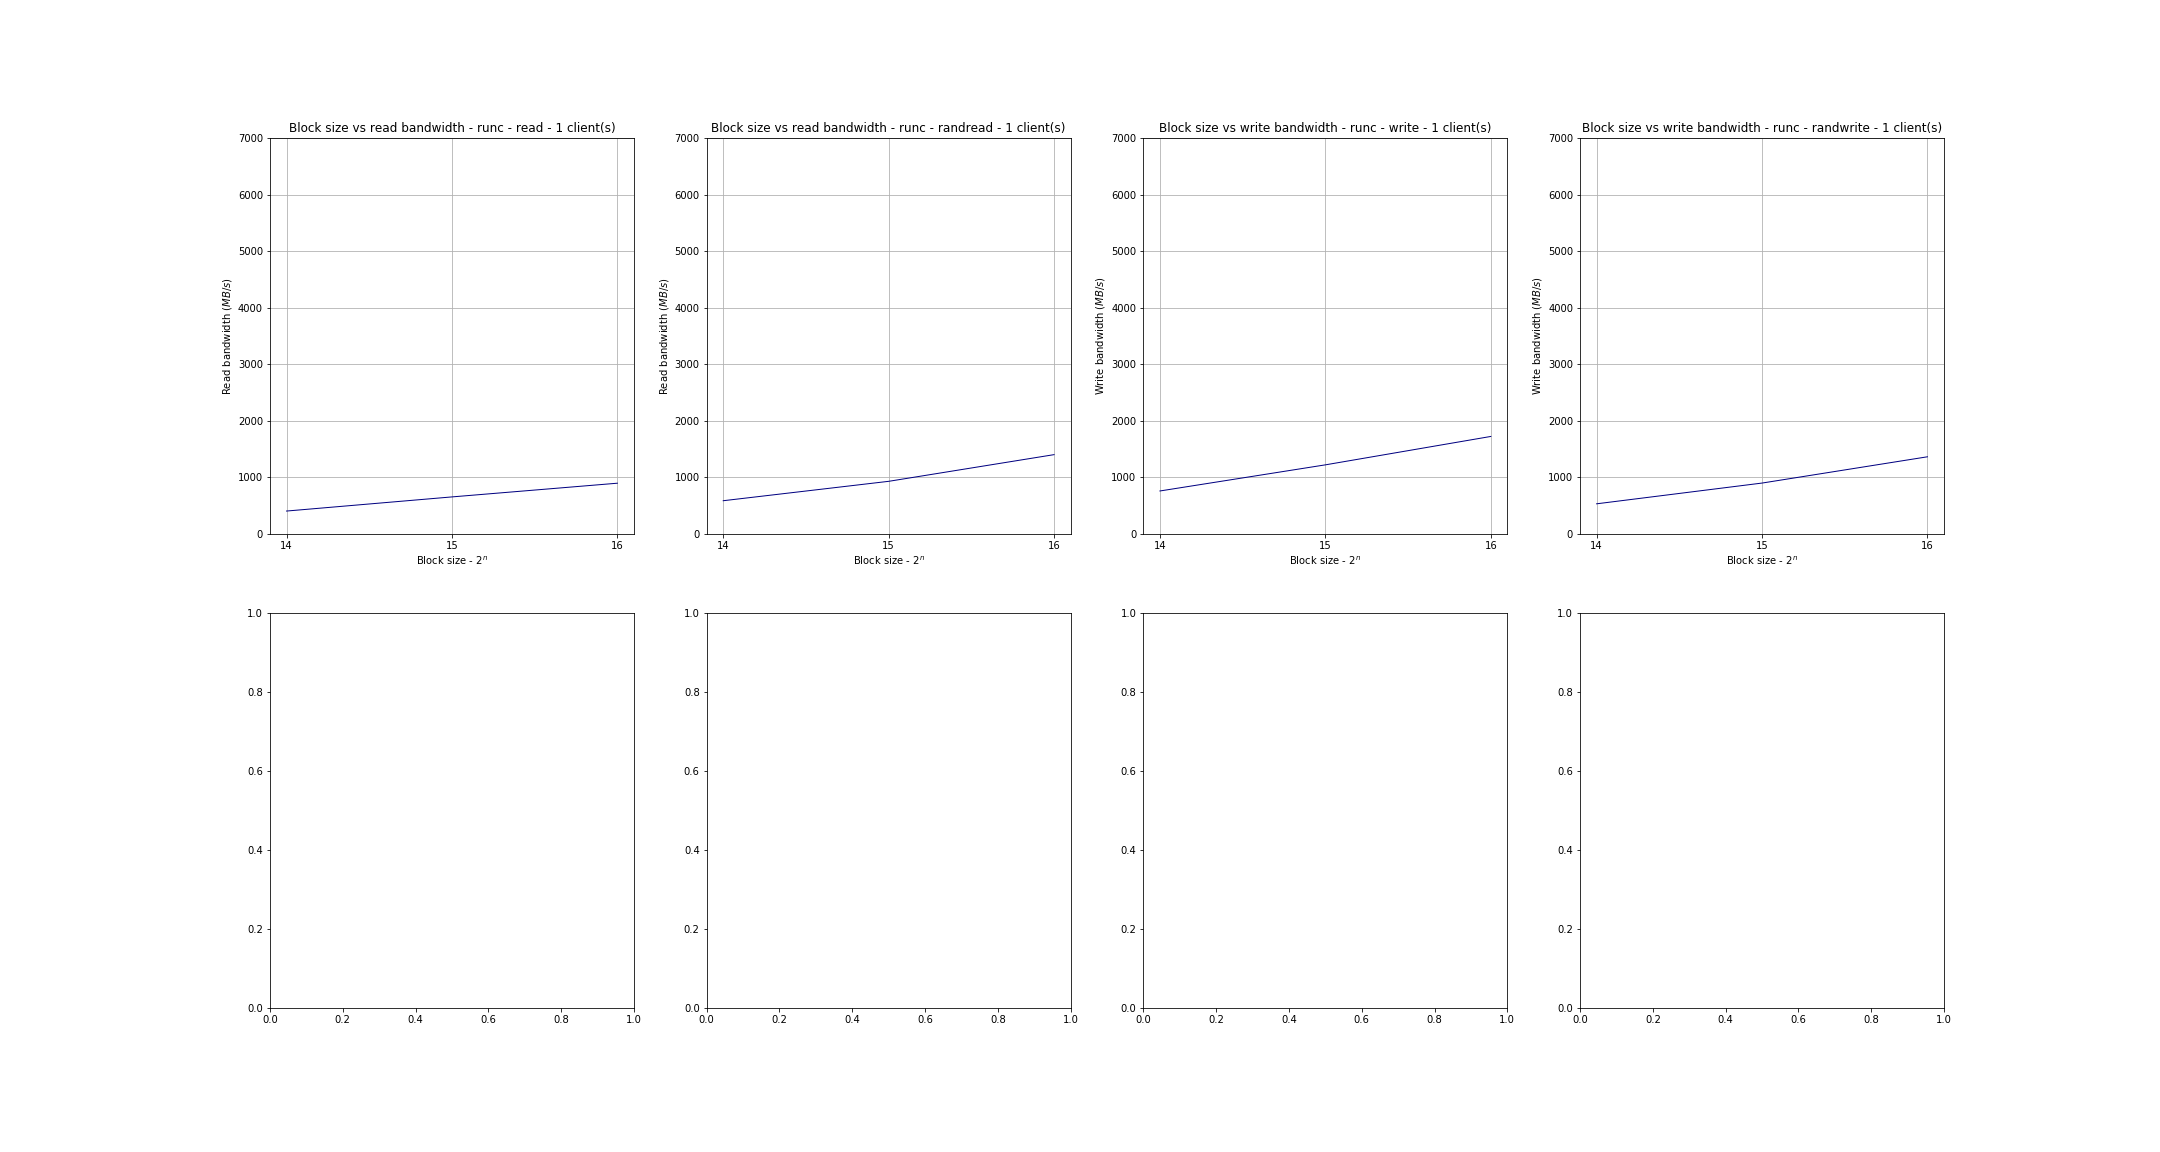 Block size vs read bandwidth - runc - read - 1 client(s)
7000
6000
5000
4000
3000
2000
1000
0
Read bandwidth (MB/s)
14 15 16
Block size - 2^n
Block size vs read bandwidth - runc - randread - 1 client(s)
7000
6000
5000
4000
3000
2000
1000
0
Read bandwidth (MB/s)
14 15 16
Block size - 2^n
Block size vs write bandwidth - runc - write - 1 client(s)
7000
6000
5000
4000
3000
2000
1000
0
Write bandwidth (MB/s)
14 15 16
Block size - 2^n
Block size vs write bandwidth - runc - randwrite - 1 client(s)
7000
6000
5000
4000
3000
2000
1000
0
Write bandwidth (MB/s)
14 15 16
Block size - 2^n
1.0
0.8
0.6
0.4
0.2
0.0
0.0 0.2 0.4 0.6 0.8 1.0
1.0
0.8
0.6
0.4
0.2
0.0
0.0 0.2 0.4 0.6 0.8 1.0
1.0
0.8
0.6
0.4
0.2
0.0
0.0 0.2 0.4 0.6 0.8 1.0
1.0
0.8
0.6
0.4
0.2
0.0
0.0 0.2 0.4 0.6 0.8 1.0